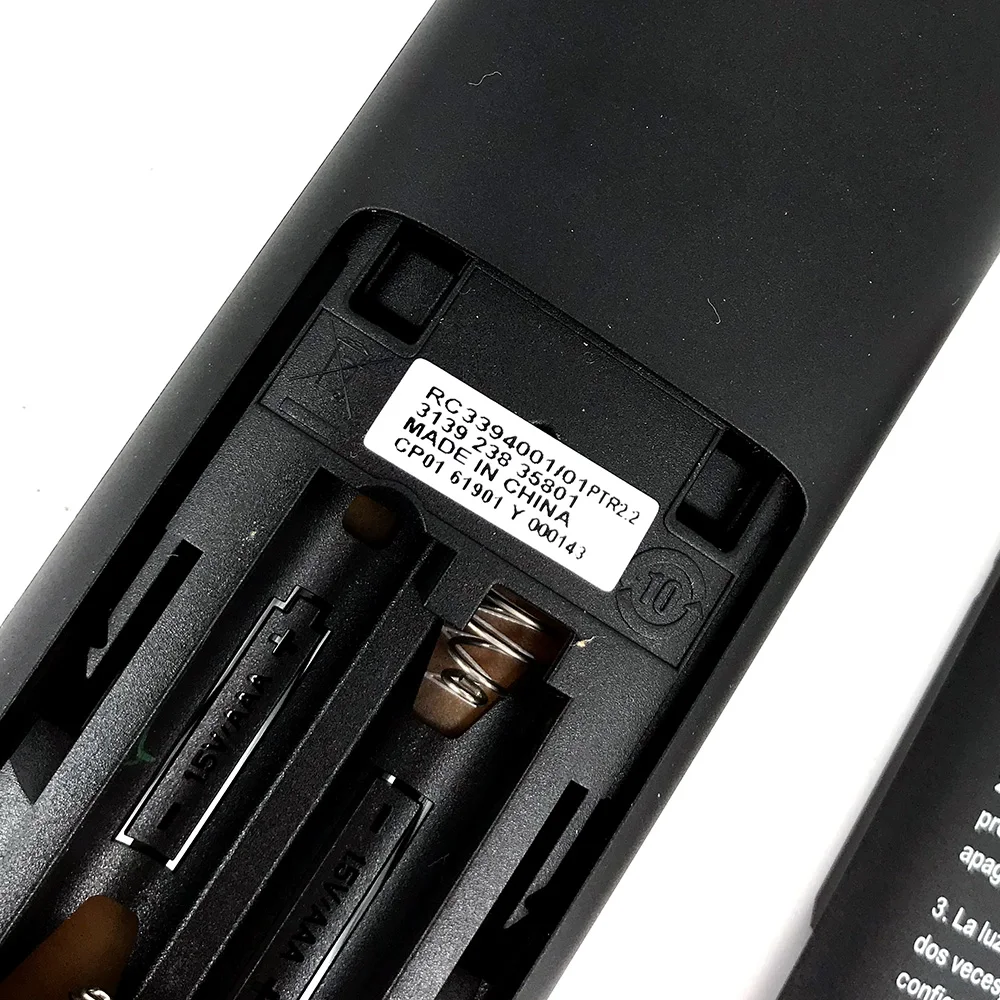 RC3394001/01PTR2.2
3139 238 35801
MADE IN CHINA
CP01 61901 Y 000143
10
+
1.5V/AAA
-
-
1.5V/AAA
3. La luz
dos veces